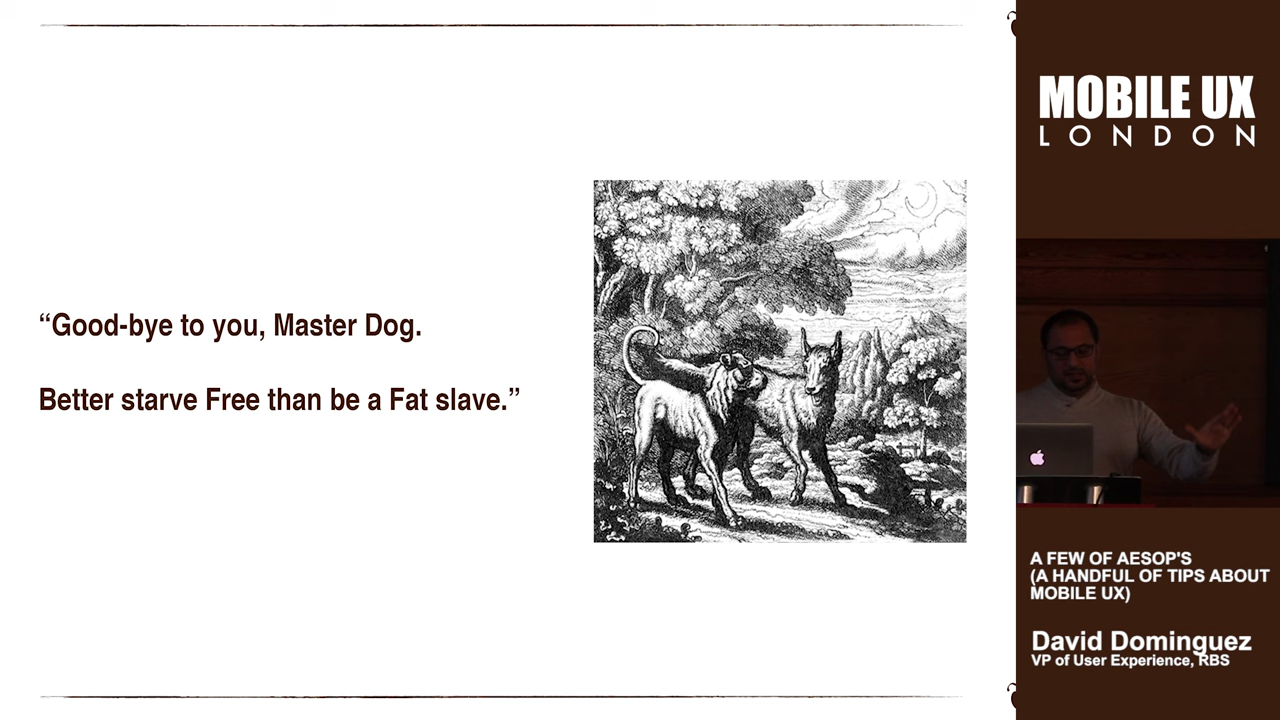 “Good-bye to you, Master Dog.
Better starve Free than be a Fat slave.”
MOBILE UX
LONDON
A FEW OF AESOP'S
(A HANDFUL OF TIPS ABOUT
MOBILE UX)
David Dominguez
VP of User Experience, RBS